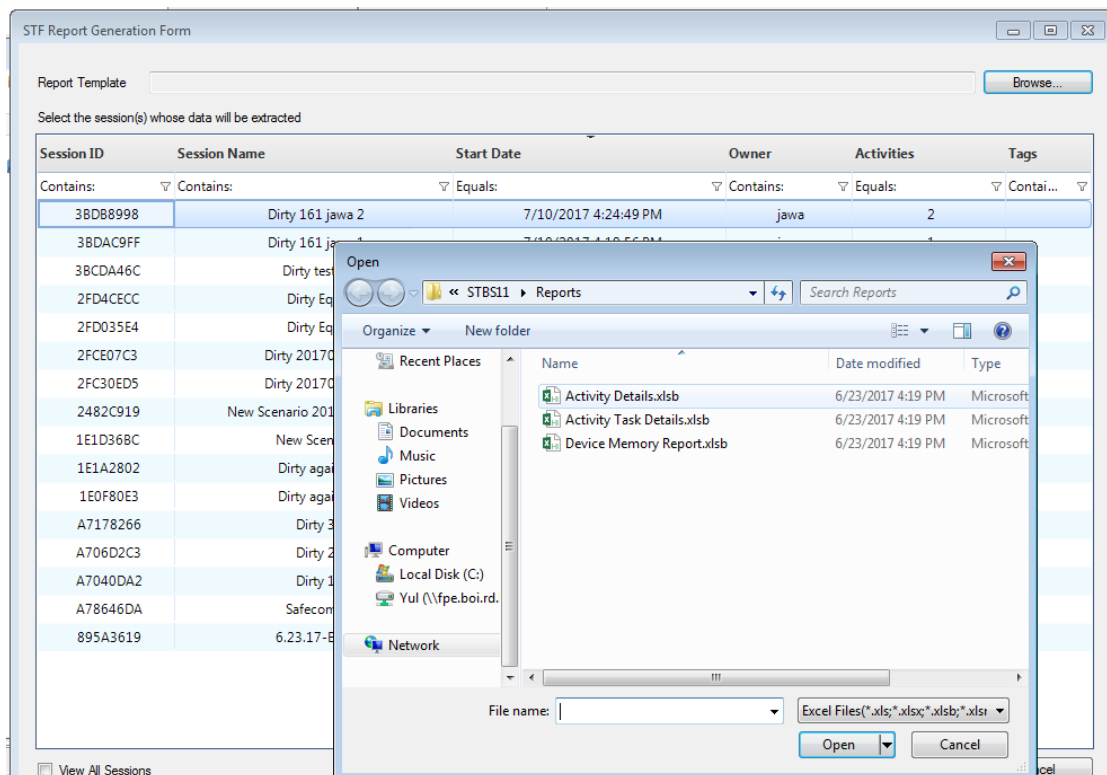 STF Report Generation Form
Report Template Browse...
Select the session(s) whose data will be extracted
Session ID Session Name Start Date Owner Activities Tags
Contains: Contains: Equals: Contains: Equals: Contai...
3BDB8998 Dirty 161 jawa 2 7/10/2017 4:24:49 PM jawa 2
3BDAC9FF Dirty 161
3BCDA46C Dirty test
2FD4CECC Dirty Eq
2FD035E4 Dirty Eq
2FCE07C3 Dirty 20170
2FC30ED5 Dirty 20170
2482C919 New Scenario 201
1E1D36BC New Scen
1E1A2802 Dirty agai
1E0F80E3 Dirty agai
A7178266 Dirty 3
A706D2C3 Dirty 2
A7040DA2 Dirty 1
A78646DA Safecom
895A3619 6.23.17-E
View All Sessions
Open
« STBS11 Reports Search Reports
Organize New folder
Recent Places
Libraries
Documents
Music
Pictures
Videos
Computer
Local Disk (C:)
Yul (\\fpe.boi.rd.
Network
Name Date modified Type
Activity Details.xlsb 6/23/2017 4:19 PM Microsoft
Activity Task Details.xlsb 6/23/2017 4:19 PM Microsoft
Device Memory Report.xlsb 6/23/2017 4:19 PM Microsoft
File name: Excel Files(*.xls;*.xlsx;*.xlsb;*.xlsr
Open Cancel
cel